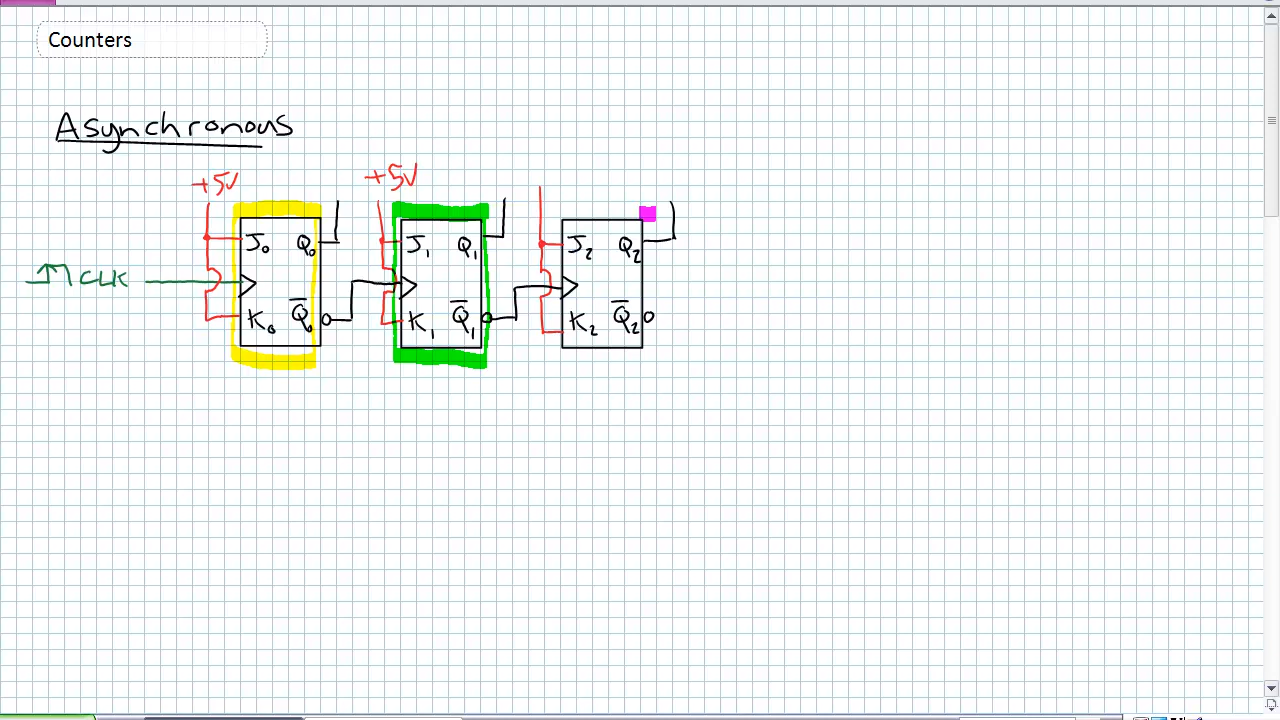 Counters
Asynchronous
+5V +5V
J₀ Q₀ J₁ Q₁ J₂ Q₂
CLK
K₀ Q̅₀ K₁ Q̅₁ K₂ Q̅₂